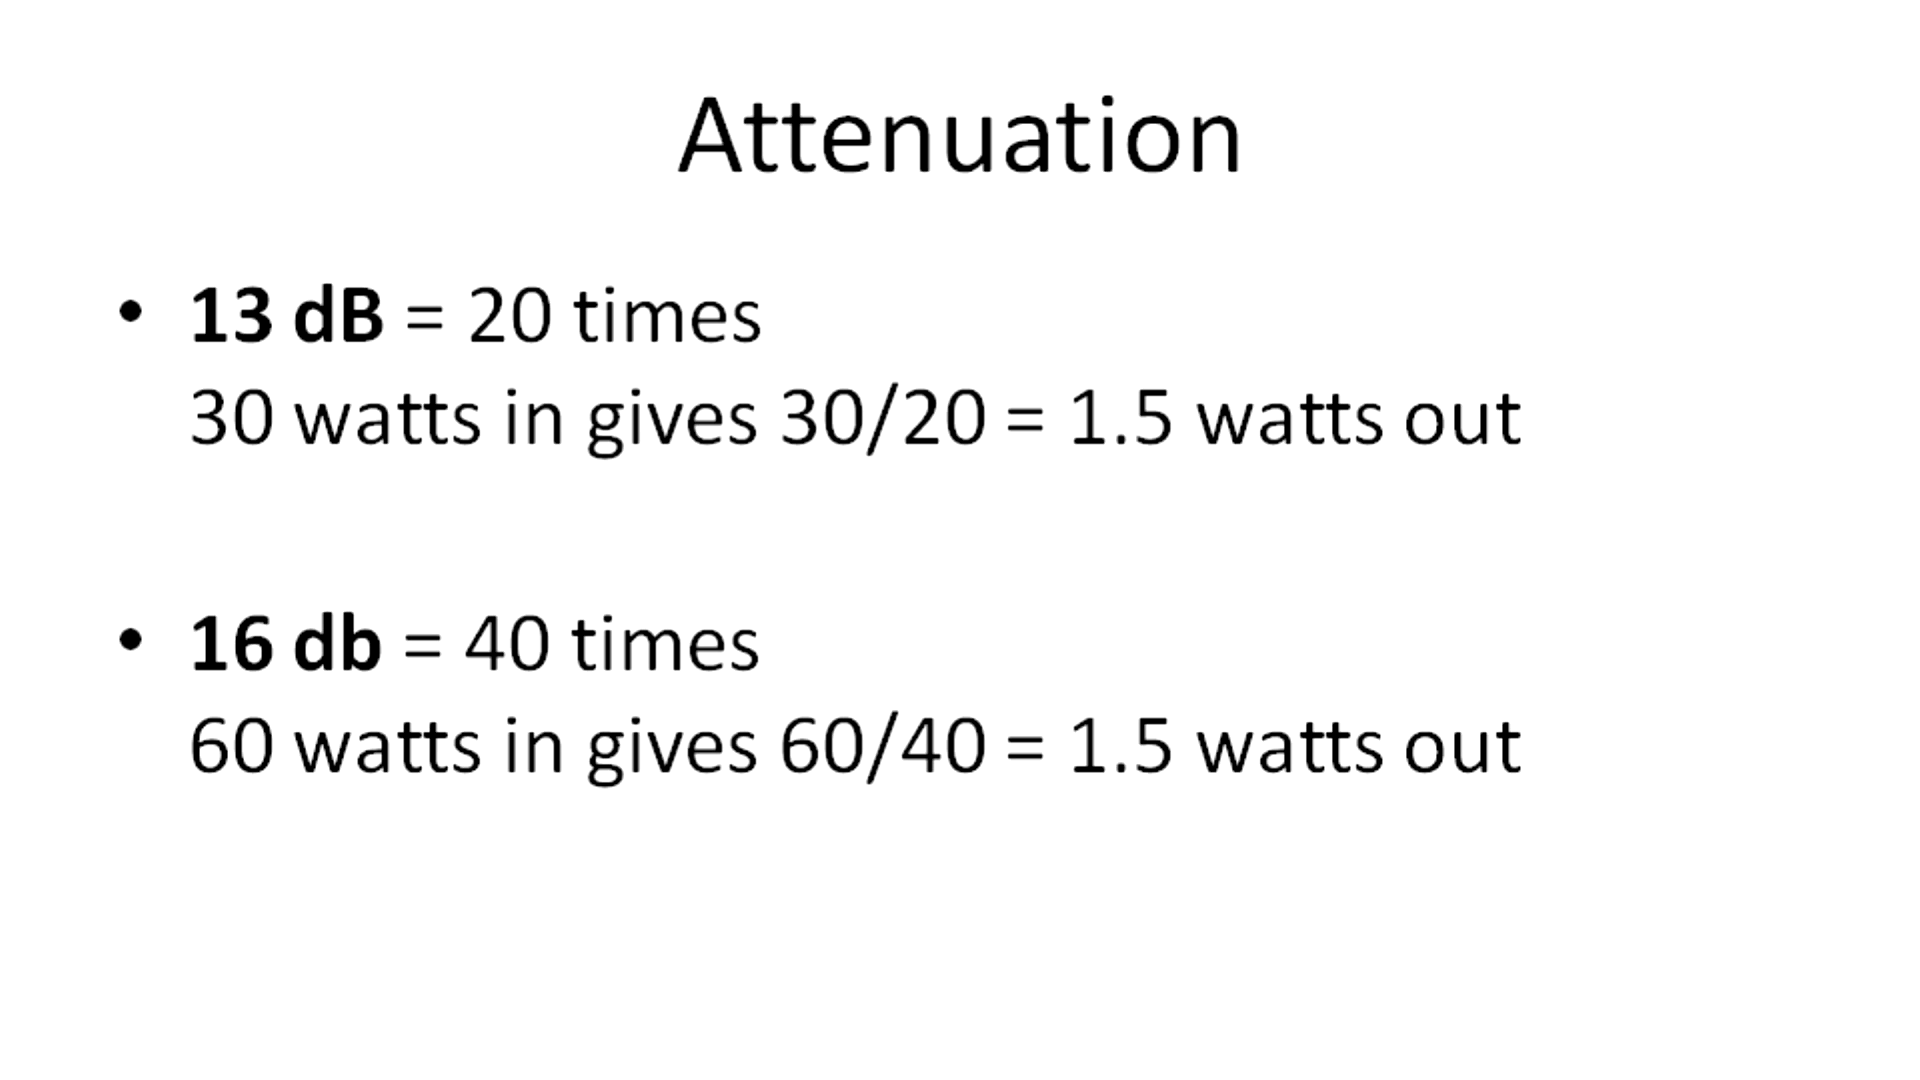 Attenuation
• 13 dB = 20 times
30 watts in gives 30/20 = 1.5 watts out
• 16 db = 40 times
60 watts in gives 60/40 = 1.5 watts out